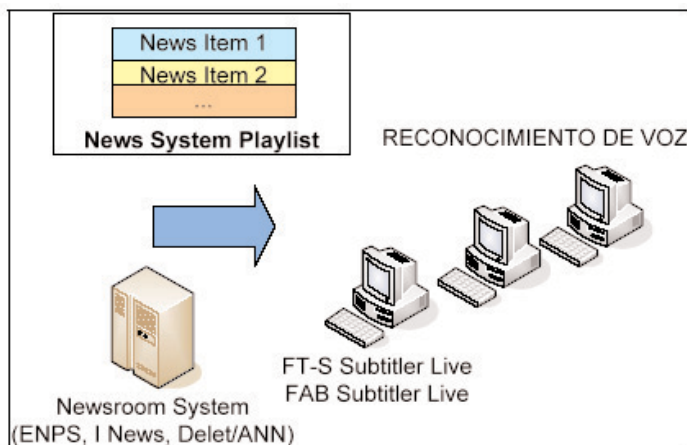 News Item 1
News Item 2
...
News System Playlist
RECONOCIMIENTO DE VOZ
FT-S Subtitler Live
FAB Subtitler Live
Newsroom System
(ENPS, I News, Delet/ANN)